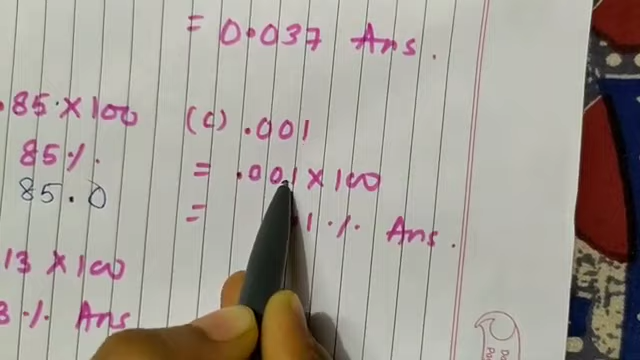 = 0.037 Ans.
.85 × 100
85%
85.0
13 × 100
3% Ans
(C) .001
= .001 × 100
= .1% Ans.